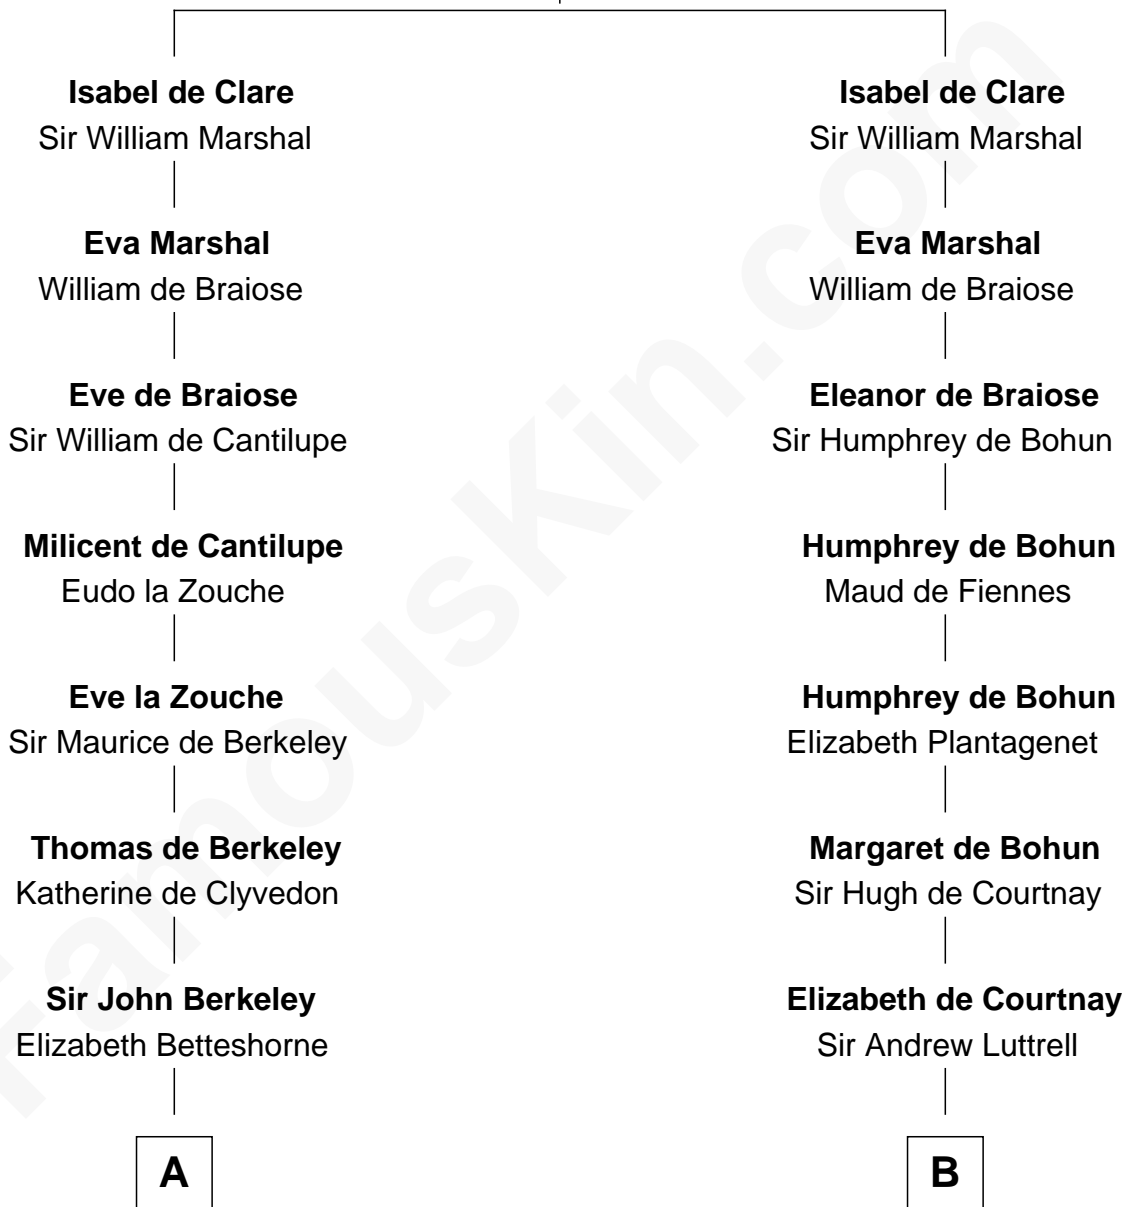 Isabel de Clare
Sir William Marshal
Eva Marshal
William de Braiose
Eve de Braiose
Sir William de Cantilupe
Milicent de Cantilupe
Eudo la Zouche
Eve la Zouche
Sir Maurice de Berkeley
Thomas de Berkeley
Katherine de Clyvedon
Sir John Berkeley
Elizabeth Betteshorne
A
Isabel de Clare
Sir William Marshal
Eva Marshal
William de Braiose
Eleanor de Braiose
Sir Humphrey de Bohun
Humphrey de Bohun
Maud de Fiennes
Humphrey de Bohun
Elizabeth Plantagenet
Margaret de Bohun
Sir Hugh de Courtnay
Elizabeth de Courtnay
Sir Andrew Luttrell
B
FamousKin.com